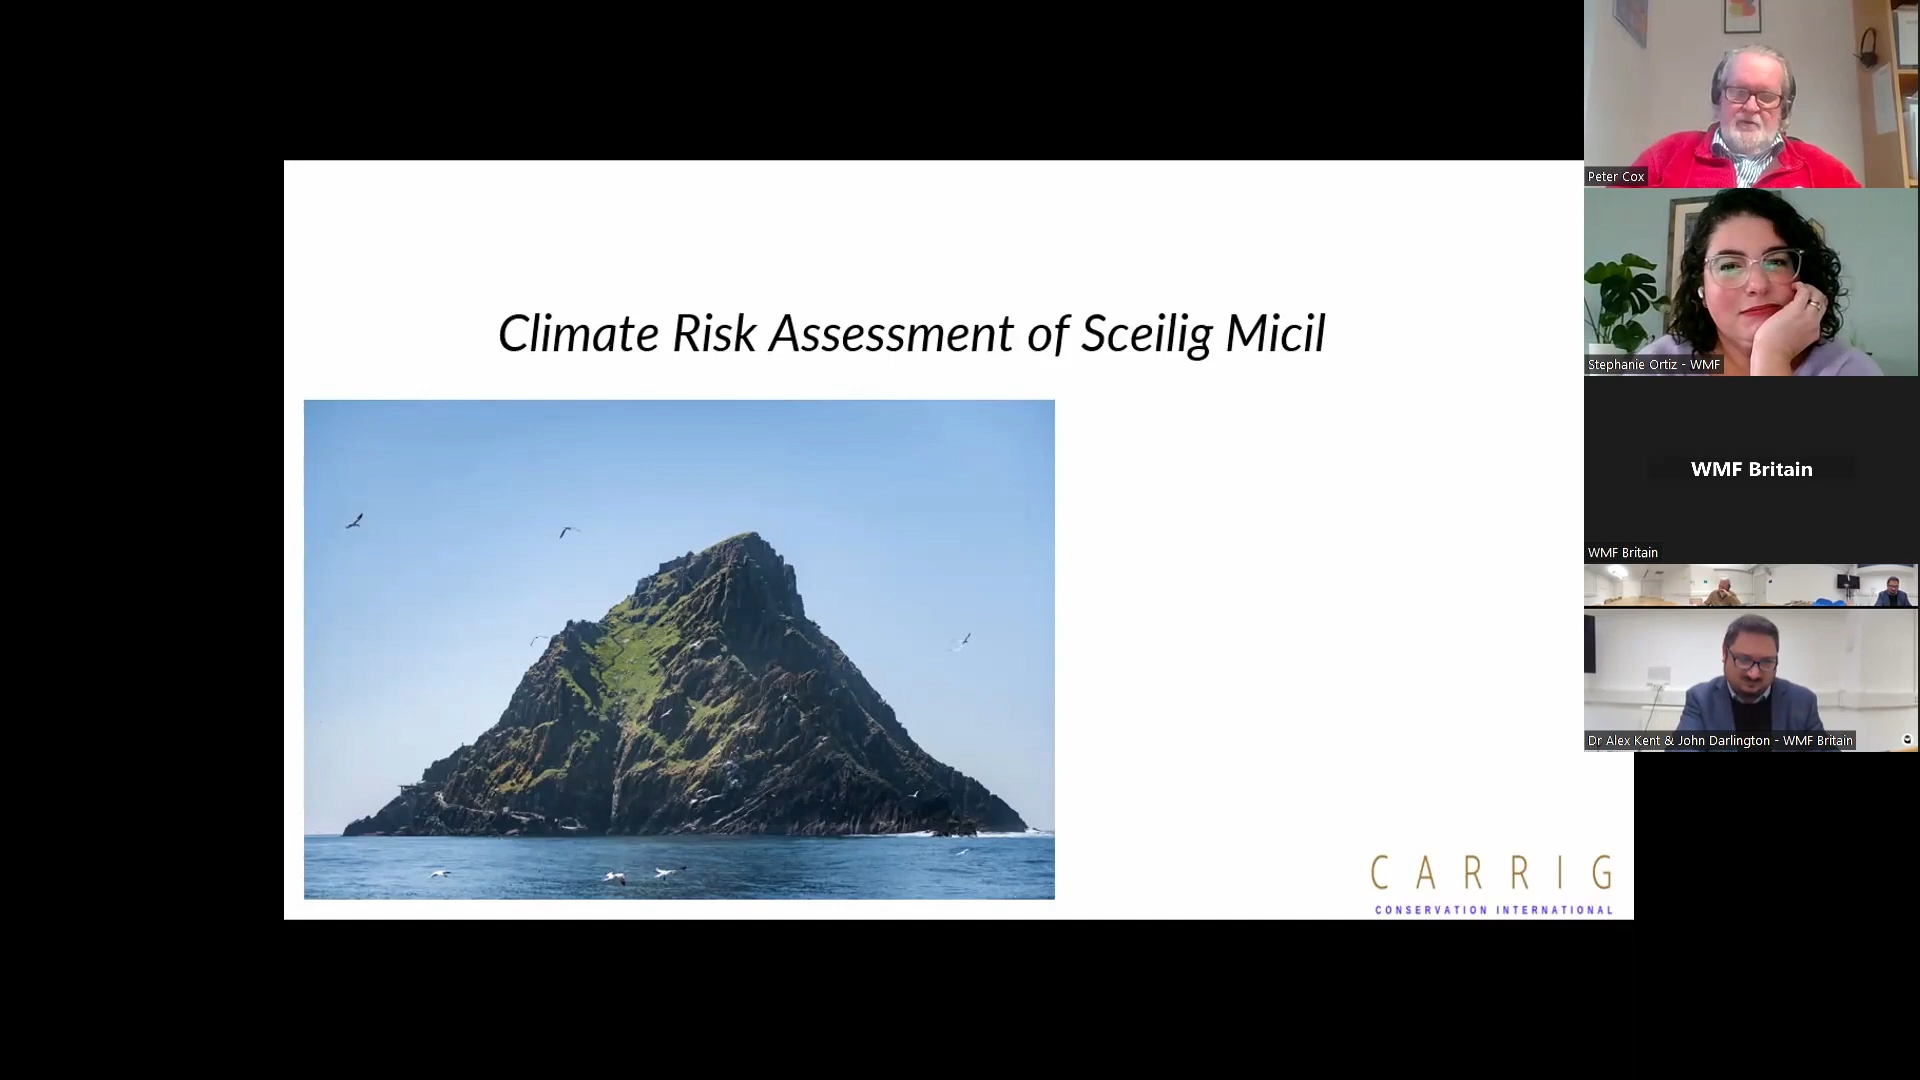 Climate Risk Assessment of Sceilig Micil
CARRIG
CONSERVATION INTERNATIONAL
Peter Cox
Stephanie Ortiz - WMF
WMF Britain
WMF Britain
Dr Alex Kent & John Darlington - WMF Britain